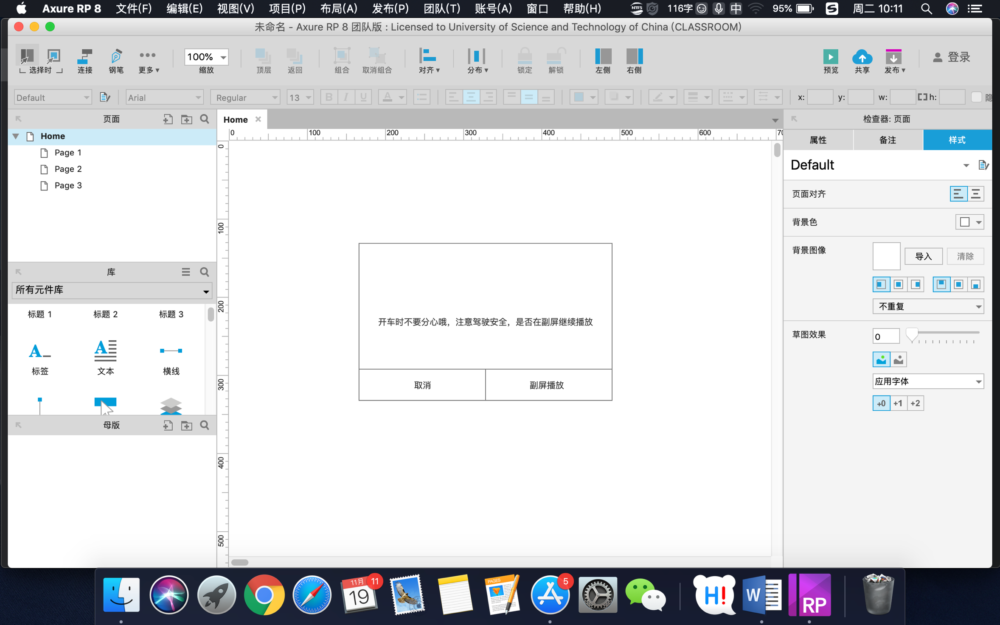 Axure RP 8 文件(F) 编辑(E) 视图(V) 项目(P) 布局(A) 发布(P) 团队(T) 账号(A) 窗口 帮助(H) NTFS 116字 中 95% 周二 10:11
未命名 - Axure RP 8 团队版 : Licensed to University of Science and Technology of China (CLASSROOM)
100%
选择时 连接 钢笔 更多 缩放 顶层 返回 组合 取消组合 对齐 分布 锁定 解锁 左侧 右侧 预览 共享 发布 登录
Default Arial Regular 13 B I U A x: y: w: h: 隐
页面
Home
Page 1
Page 2
Page 3
库
所有元件库
标题 1 标题 2 标题 3
A_ A
标签 文本 横线
母版
Home
0 100 200 300 400 500 600 70
0
100
200
300
400
500
开车时不要分心哦，注意驾驶安全，是否在副屏继续播放
取消 副屏播放
检查器: 页面
属性 备注 样式
Default
页面对齐
背景色
背景图像 导入 清除
不重复
草图效果 0
应用字体
+0 +1 +2
11月 11
19
PAGES
5
H!
W
RP